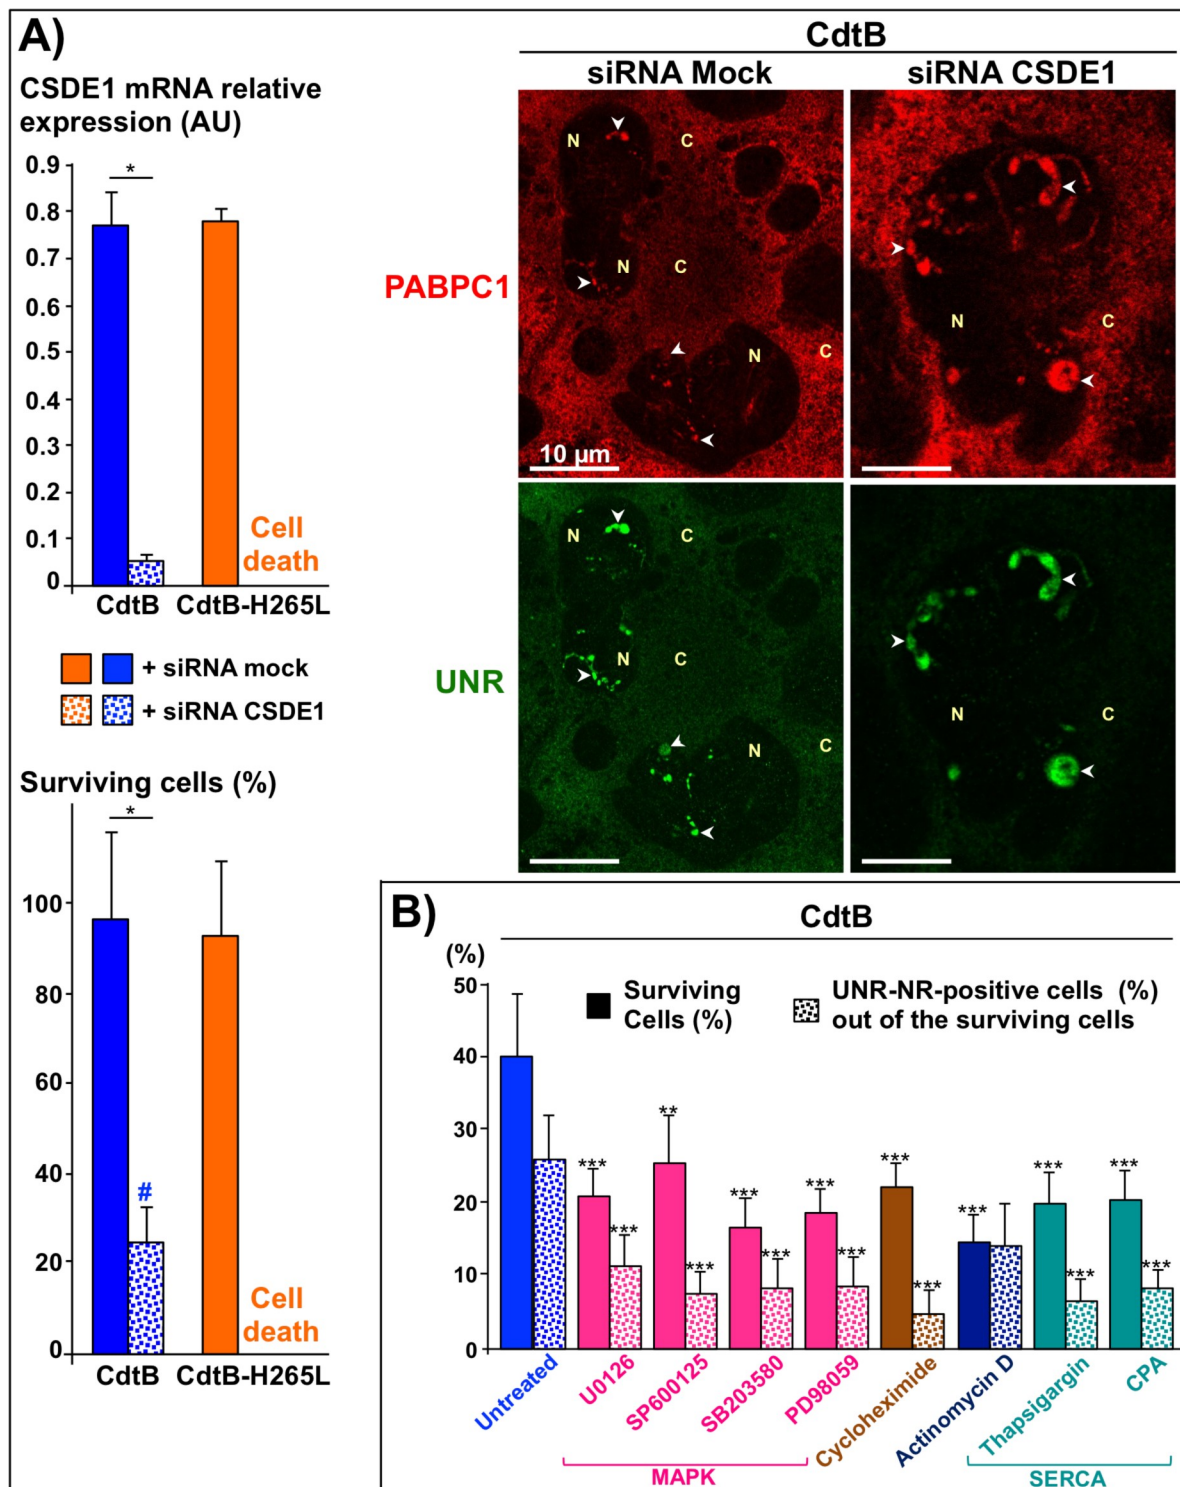 A)
CSDE1 mRNA relative
expression (AU)
0.9
0.8
0.7
0.6
0.5
0.4
0.3
0.2
0.1
0
*
Cell
death
CdtB CdtB-H265L
+ siRNA mock
+ siRNA CSDE1
Surviving cells (%)
*
100
80
60
40
20
0
#
Cell
death
CdtB CdtB-H265L
CdtB
siRNA Mock siRNA CSDE1
PABPC1
N C
N C
N C
10 µm
N C
UNR
N C
N C
N C
N C
B)
CdtB
(%)
50
40
30
20
10
0
Surviving
Cells (%)
UNR-NR-positive cells (%)
out of the surviving cells
*** *** ** *** *** *** *** *** *** *** *** *** *** *** ***
Untreated
U0126
SP600125
SB203580
PD98059
Cycloheximide
Actinomycin D
Thapsigargin
CPA
MAPK
SERCA